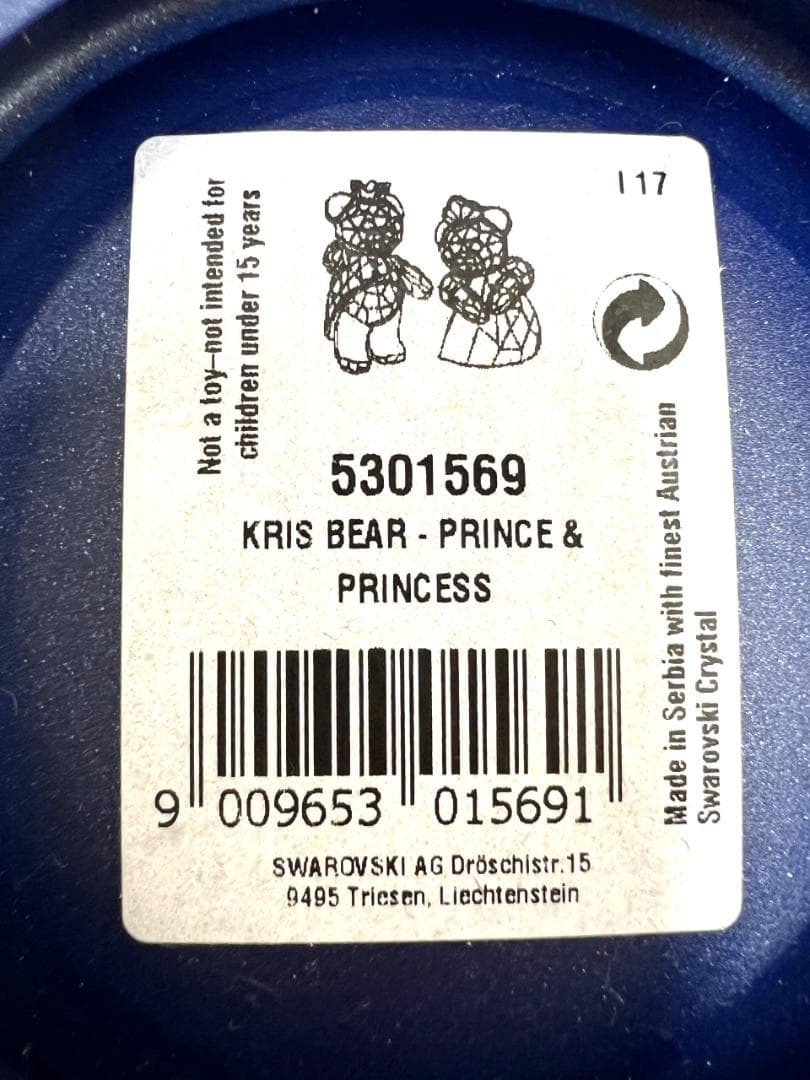 I 17
Not a toy–not intended for
children under 15 years
5301569
KRIS BEAR - PRINCE &
PRINCESS
Made in Serbia with finest Austrian
Swarovski Crystal
9 009653 015691
SWAROVSKI AG Dröschistr.15
9495 Triesen, Liechtenstein